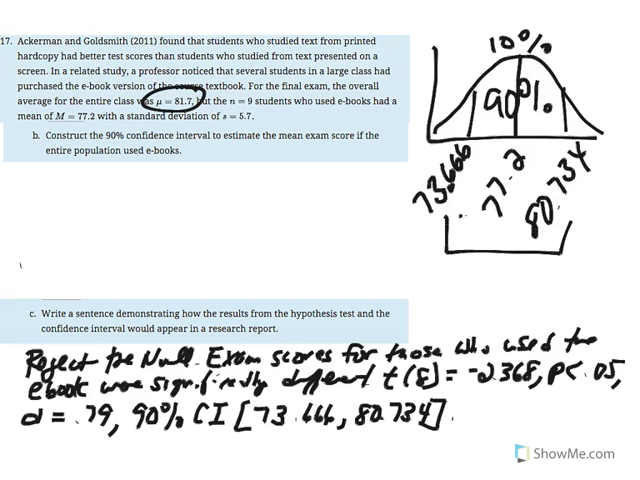 17. Ackerman and Goldsmith (2011) found that students who studied text from printed
hardcopy had better test scores than students who studied from text presented on a
screen. In a related study, a professor noticed that several students in a large class had
purchased the e-book version of the course textbook. For the final exam, the overall
average for the entire class was μ = 81.7, but the n = 9 students who used e-books had a
mean of M = 77.2 with a standard deviation of s = 5.7.
b. Construct the 90% confidence interval to estimate the mean exam score if the
entire population used e-books.
10%
90%
73.666
77.2
80.734
c. Write a sentence demonstrating how the results from the hypothesis test and the
confidence interval would appear in a research report.
Reject the Null. Exam scores for those who used the
ebook were significantly different t(8) = -2.368, p < .05,
d = .79, 90% CI [73.666, 80.734].
ShowMe.com